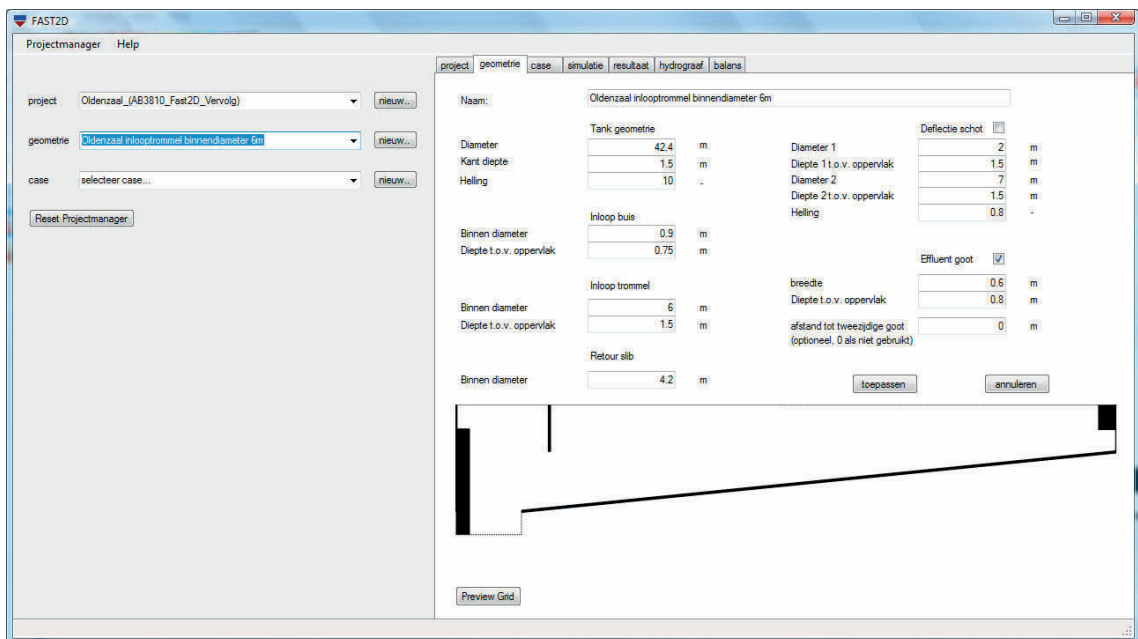 FAST2D
Projectmanager Help
project Oldenzaal_(AB3810_Fast2D_Vervolg) nieuw..
geometrie Oldenzaal inlooptrommel binnendiameter 6m nieuw..
case selecteer case... nieuw..
Reset Projectmanager
project geometrie case simulatie resultaat hydrograaf balans
Naam: Oldenzaal inlooptrommel binnendiameter 6m
Tank geometrie
Diameter 42.4 m
Kant diepte 1.5 m
Helling 10 -
Inloop buis
Binnen diameter 0.9 m
Diepte t.o.v. oppervlak 0.75 m
Inloop trommel
Binnen diameter 6 m
Diepte t.o.v. oppervlak 1.5 m
Retour slib
Binnen diameter 4.2 m
Deflectie schot
Diameter 1 2 m
Diepte 1 t.o.v. oppervlak 1.5 m
Diameter 2 7 m
Diepte 2 t.o.v. oppervlak 1.5 m
Helling 0.8 -
Effluent goot
breedte 0.6 m
Diepte t.o.v. oppervlak 0.8 m
afstand tot tweezijdige goot 0 m
(optioneel, 0 als niet gebruikt)
toepassen annuleren
Preview Grid